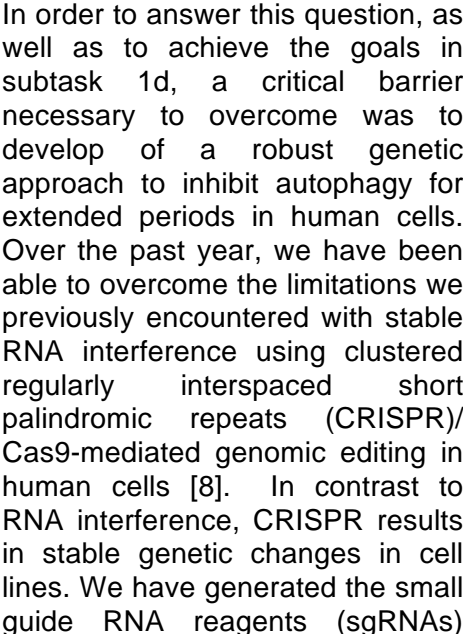 In order to answer this question, as
well as to achieve the goals in
subtask 1d, a critical barrier
necessary to overcome was to
develop of a robust genetic
approach to inhibit autophagy for
extended periods in human cells.
Over the past year, we have been
able to overcome the limitations we
previously encountered with stable
RNA interference using clustered
regularly interspaced short
palindromic repeats (CRISPR)/
Cas9-mediated genomic editing in
human cells [8]. In contrast to
RNA interference, CRISPR results
in stable genetic changes in cell
lines. We have generated the small
guide RNA reagents (sgRNAs)